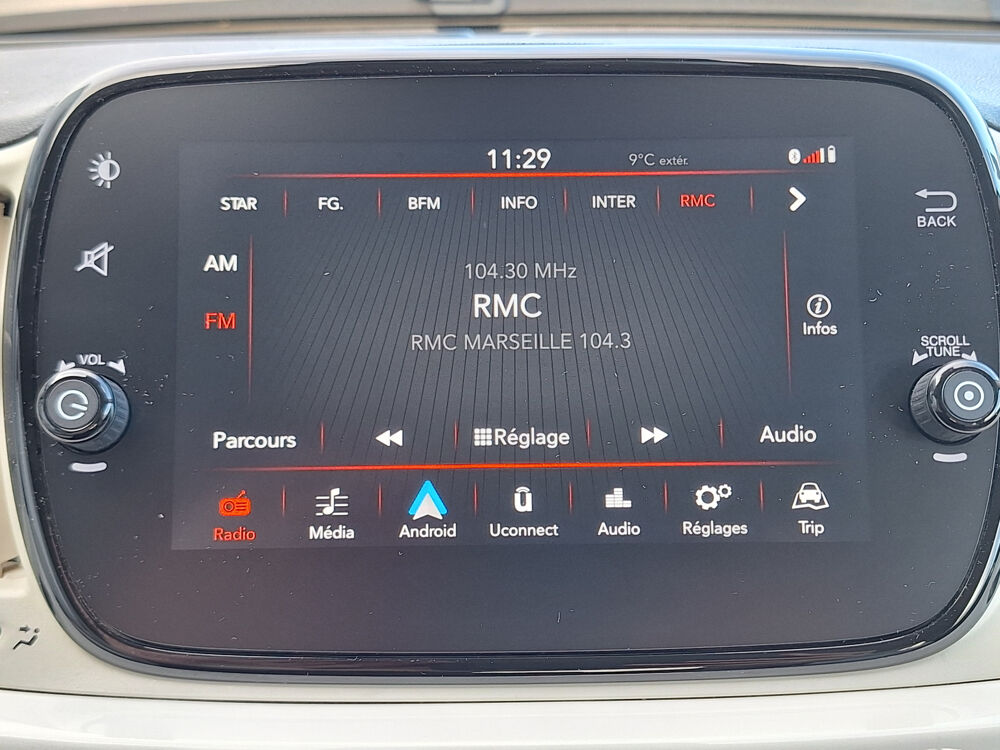 11:29 9°C extér.
STAR FG. BFM INFO INTER RMC
BACK
AM
104.30 MHz
RMC
FM
Infos
RMC MARSEILLE 104.3
VOL
SCROLL
TUNE
Parcours Réglage Audio
Radio Média Android Uconnect Audio Réglages Trip